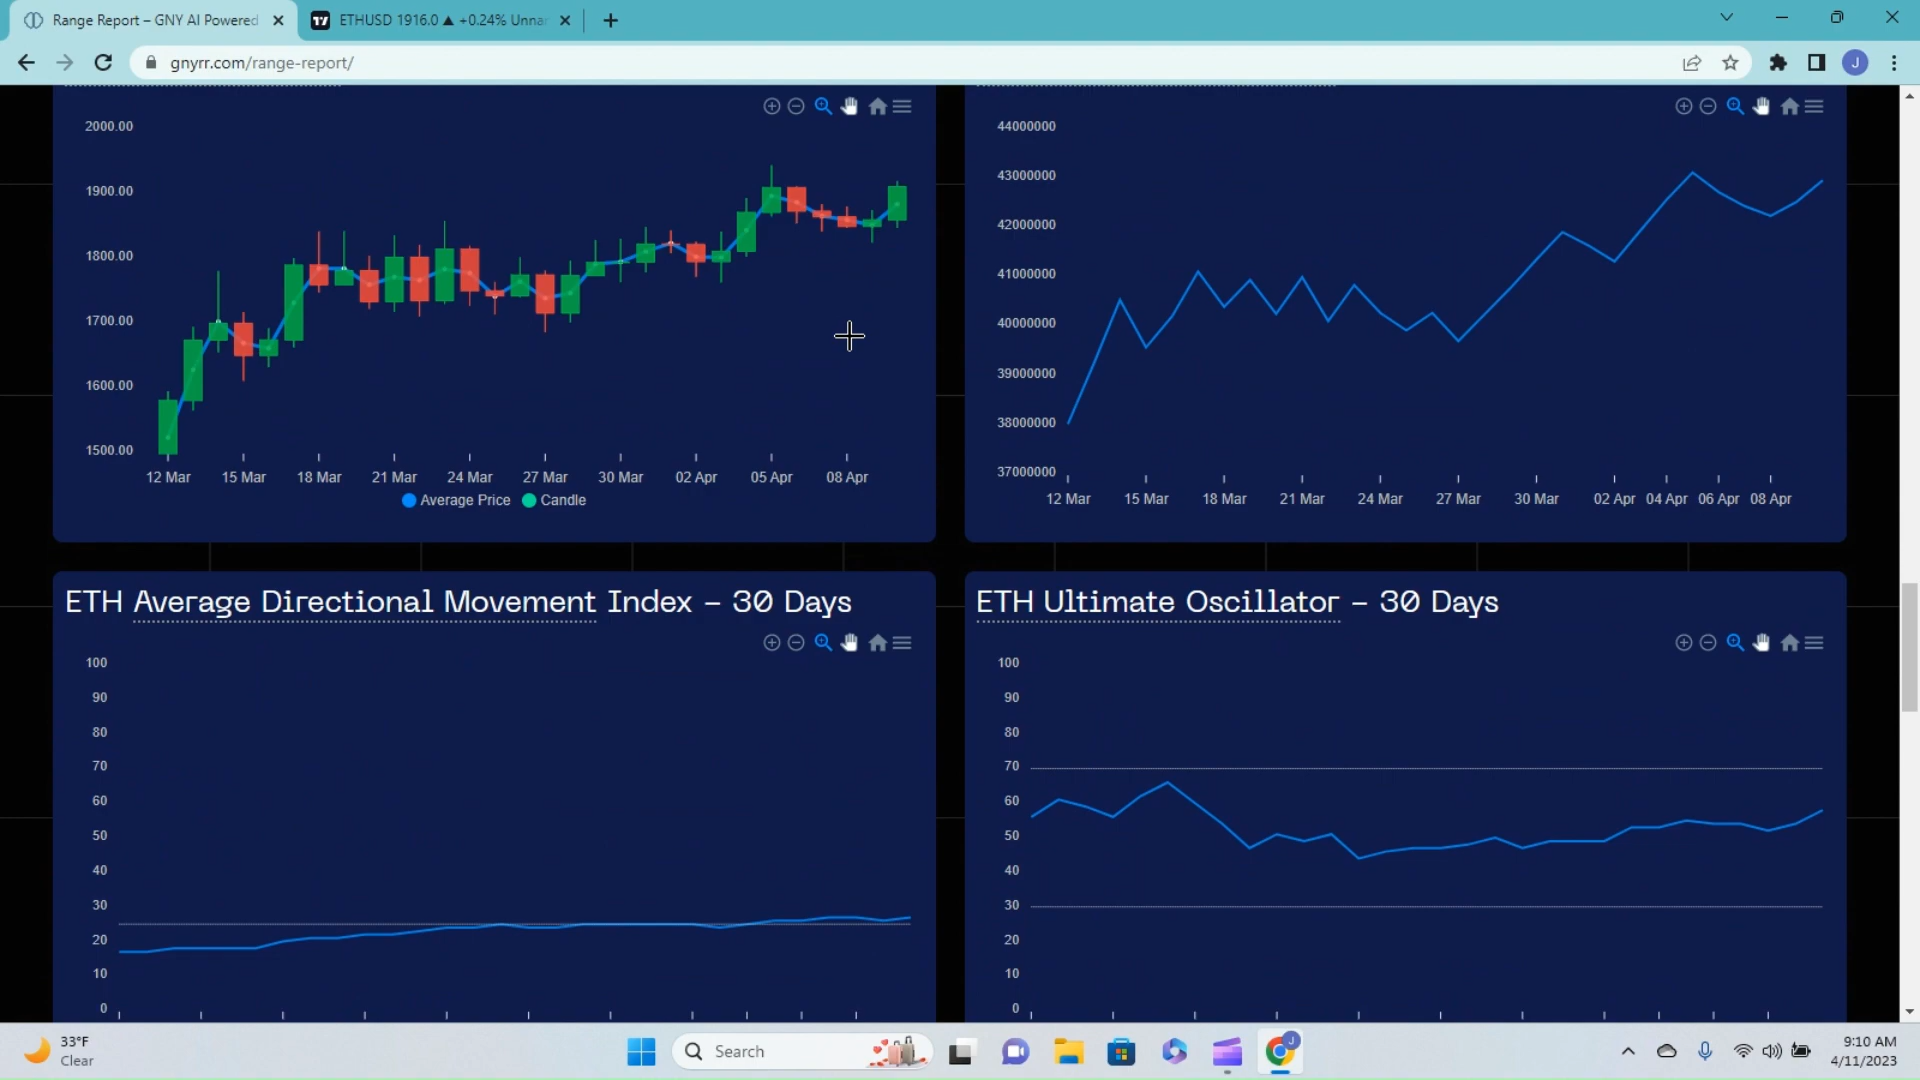 Range Report – GNY AI Powered
ETHUSD 1916.0 ▲ +0.24% Unna
gnyrr.com/range-report/
J
2000.00
1900.00
1800.00
1700.00
1600.00
1500.00
12 Mar 15 Mar 18 Mar 21 Mar 24 Mar 27 Mar 30 Mar 02 Apr 05 Apr 08 Apr
Average Price Candle
44000000
43000000
42000000
41000000
40000000
39000000
38000000
37000000
12 Mar 15 Mar 18 Mar 21 Mar 24 Mar 27 Mar 30 Mar 02 Apr 04 Apr 06 Apr 08 Apr
ETH Average Directional Movement Index – 30 Days
100
90
80
70
60
50
40
30
20
10
0
ETH Ultimate Oscillator – 30 Days
100
90
80
70
60
50
40
30
20
10
0
33°F
Clear
Search
J
9:10 AM
4/11/2023